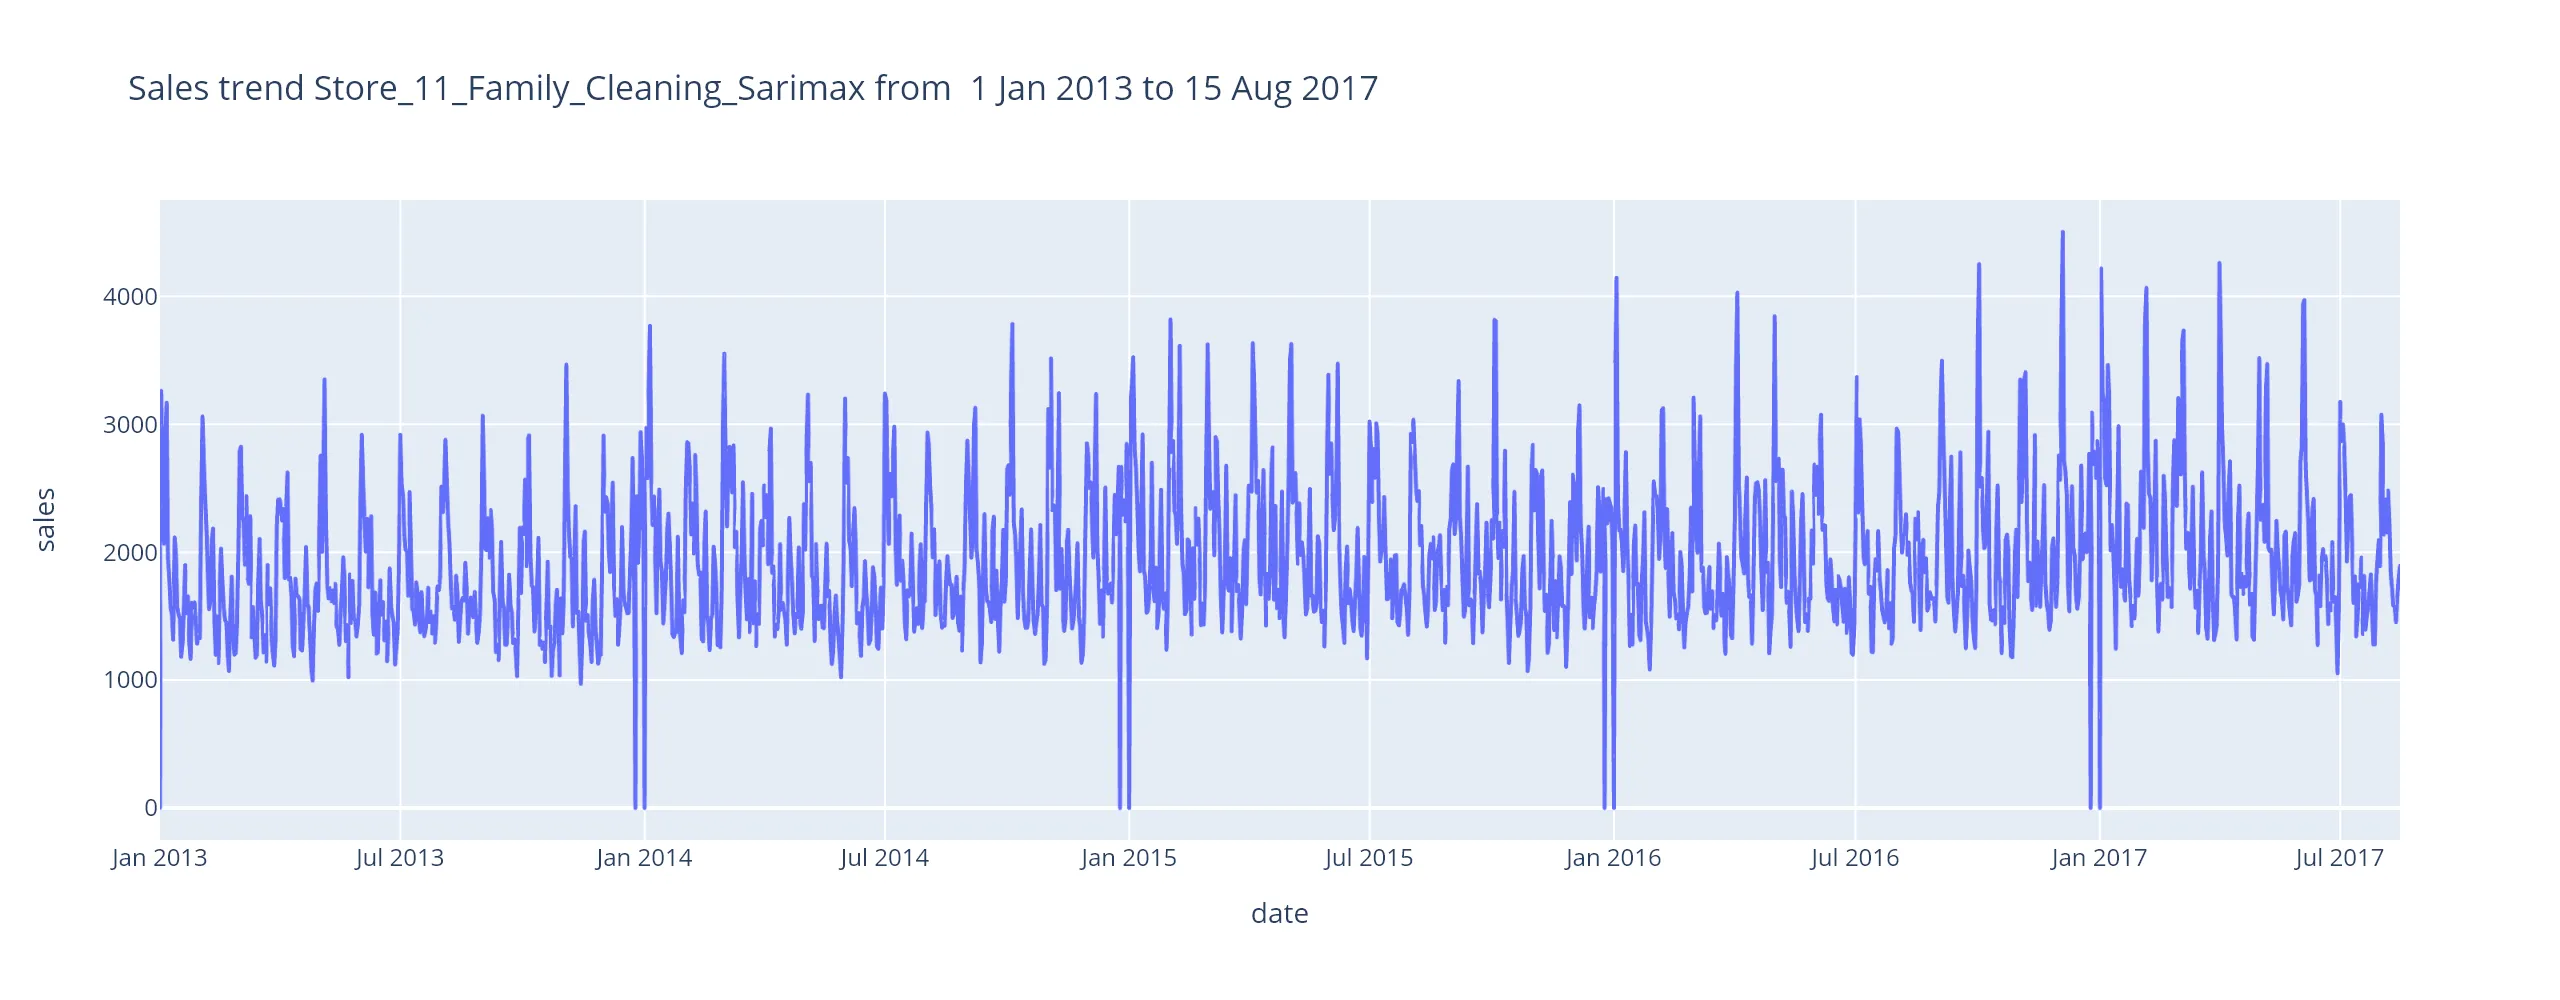 Sales trend Store_11_Family_Cleaning_Sarimax from  1 Jan 2013 to 15 Aug 2017
4000
3000
2000
1000
0
sales
Jan 2013 Jul 2013 Jan 2014 Jul 2014 Jan 2015 Jul 2015 Jan 2016 Jul 2016 Jan 2017 Jul 2017
date